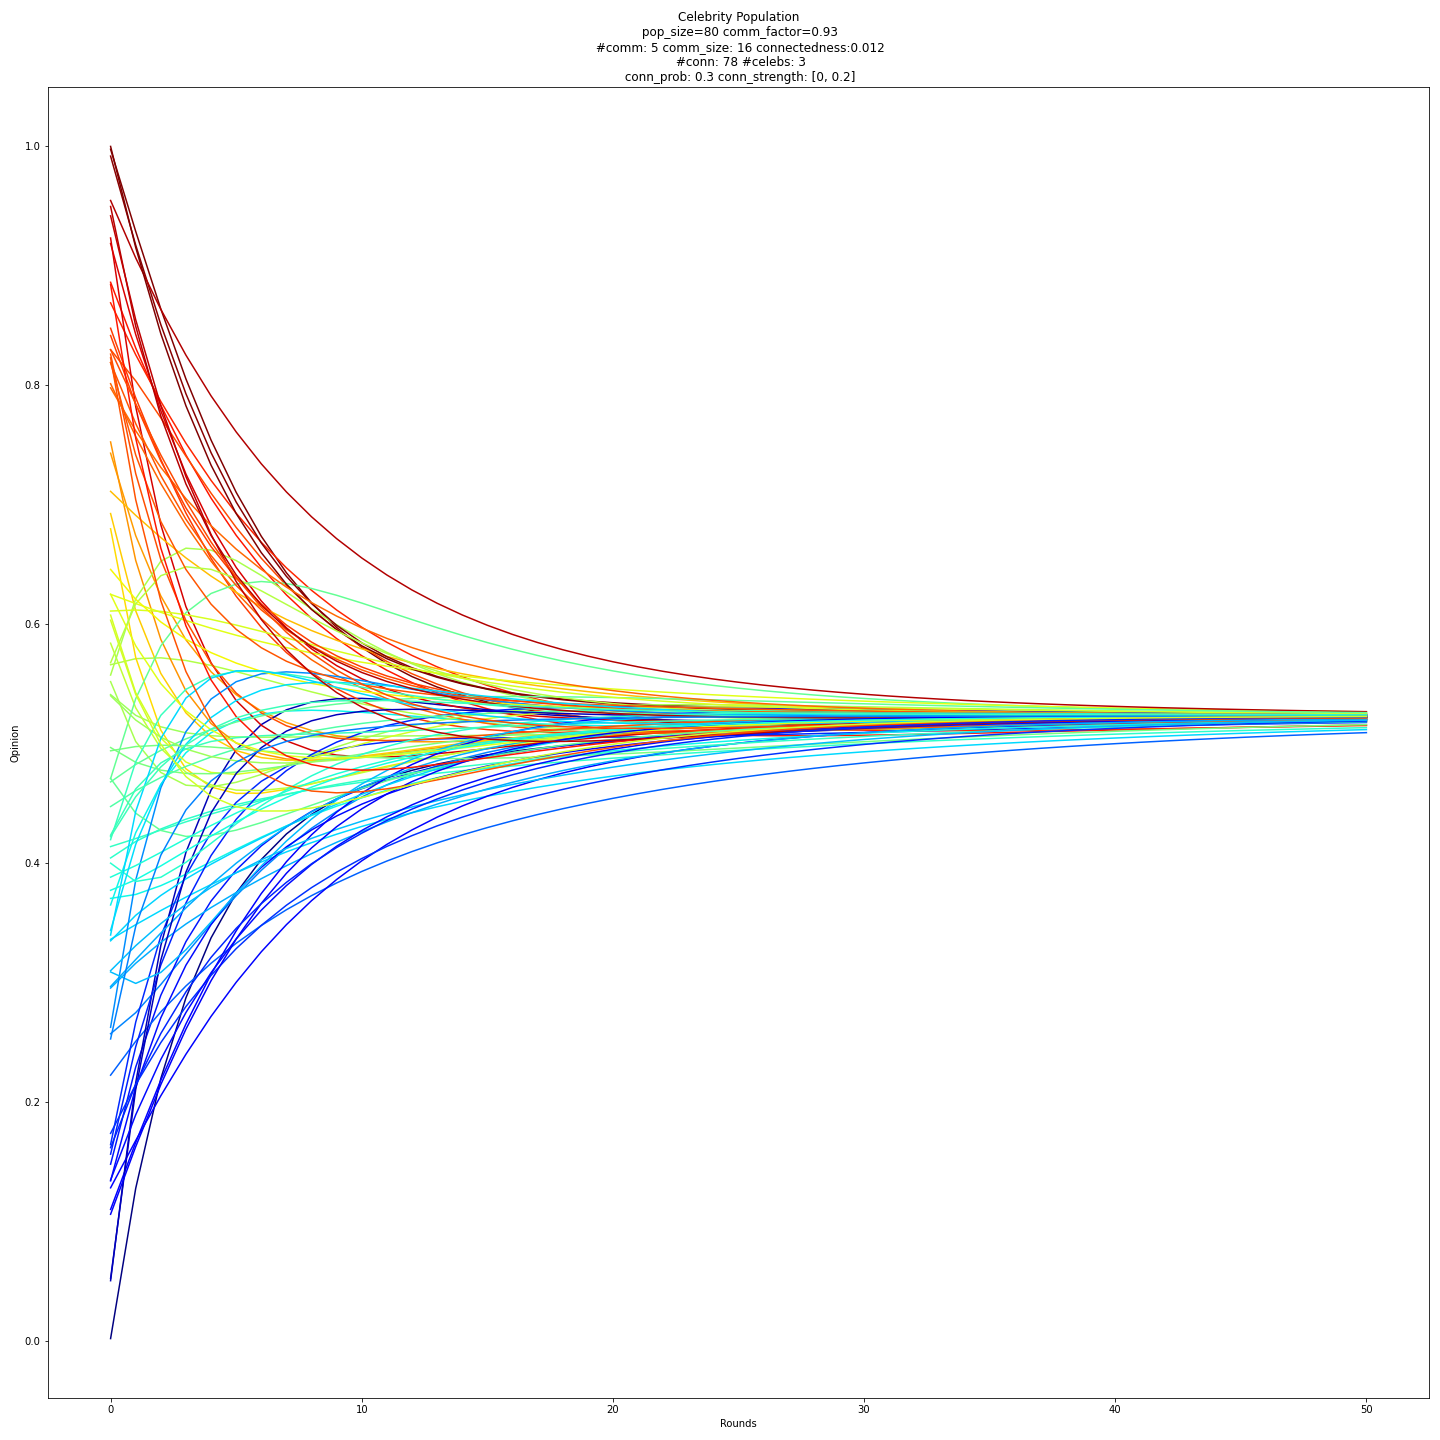 Celebrity Population
pop_size=80 comm_factor=0.93
#comm: 5 comm_size: 16 connectedness:0.012
#conn: 78 #celebs: 3
conn_prob: 0.3 conn_strength: [0, 0.2]
1.0
0.8
0.6
Opinion
0.4
0.2
0.0
0 10 20 30 40 50
Rounds